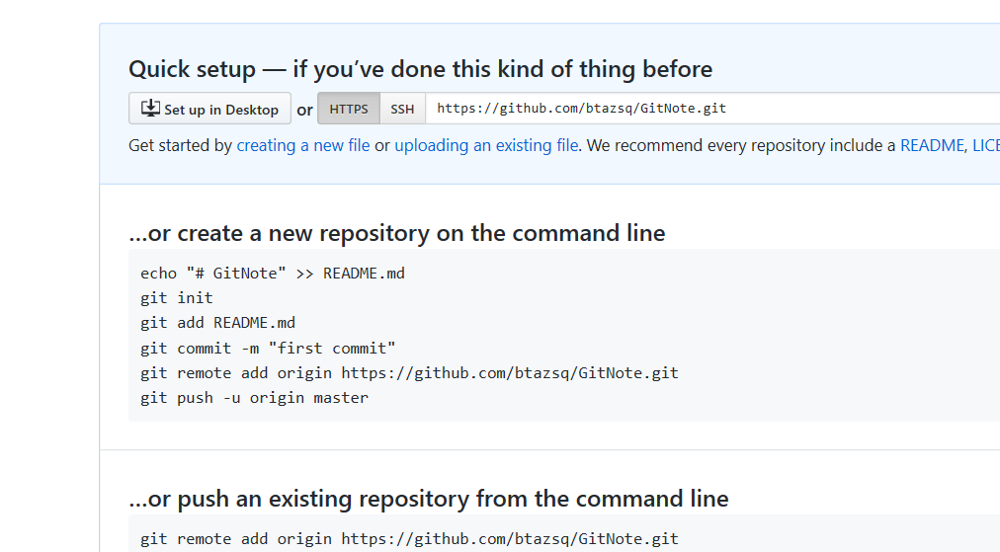 Quick setup — if you’ve done this kind of thing before
Set up in Desktop or HTTPS SSH https://github.com/btazsq/GitNote.git
Get started by creating a new file or uploading an existing file. We recommend every repository include a README, LICE
…or create a new repository on the command line
echo "# GitNote" >> README.md
git init
git add README.md
git commit -m "first commit"
git remote add origin https://github.com/btazsq/GitNote.git
git push -u origin master
…or push an existing repository from the command line
git remote add origin https://github.com/btazsq/GitNote.git